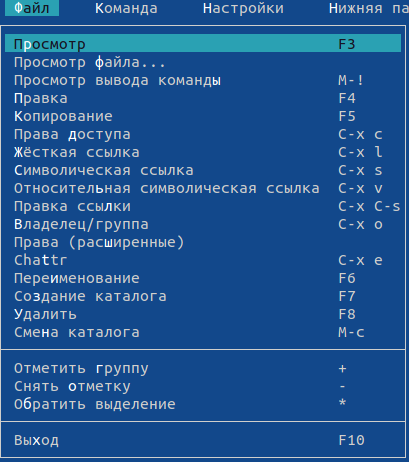 Файл Команда Настройки Нижняя па
Просмотр F3
Просмотр файла...
Просмотр вывода команды M-!
Правка F4
Копирование F5
Права доступа C-x c
Жёсткая ссылка C-x l
Символическая ссылка C-x s
Относительная символическая ссылка C-x v
Правка ссылки C-x C-s
Владелец/группа C-x o
Права (расширенные)
Chattr C-x e
Переименование F6
Создание каталога F7
Удалить F8
Смена каталога M-c
Отметить группу +
Снять отметку -
Обратить выделение *
Выход F10